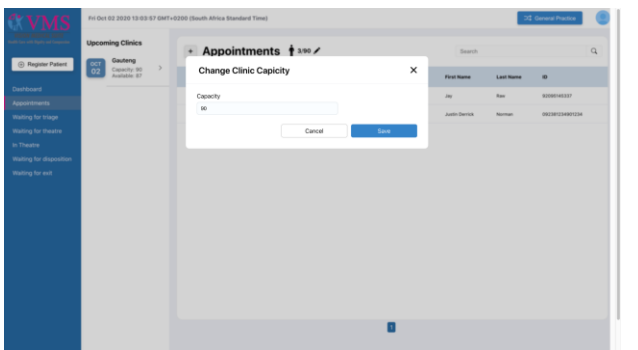 VMS
Fri Oct 02 2020 13:03:57 GMT+0200 (South Africa Standard Time)
General Practice
Register Patient
Dashboard
Appointments
Waiting for triage
Waiting for theatre
In Theatre
Waiting for disposition
Waiting for exit
Upcoming Clinics
OCT
02
Gauteng
Capacity: 90
Available: 87
+ Appointments 3/90
Search
Change Clinic Capicity
Capacity
90
Cancel
Save
First Name Last Name ID
Jay
Justin Derrick Norman
1